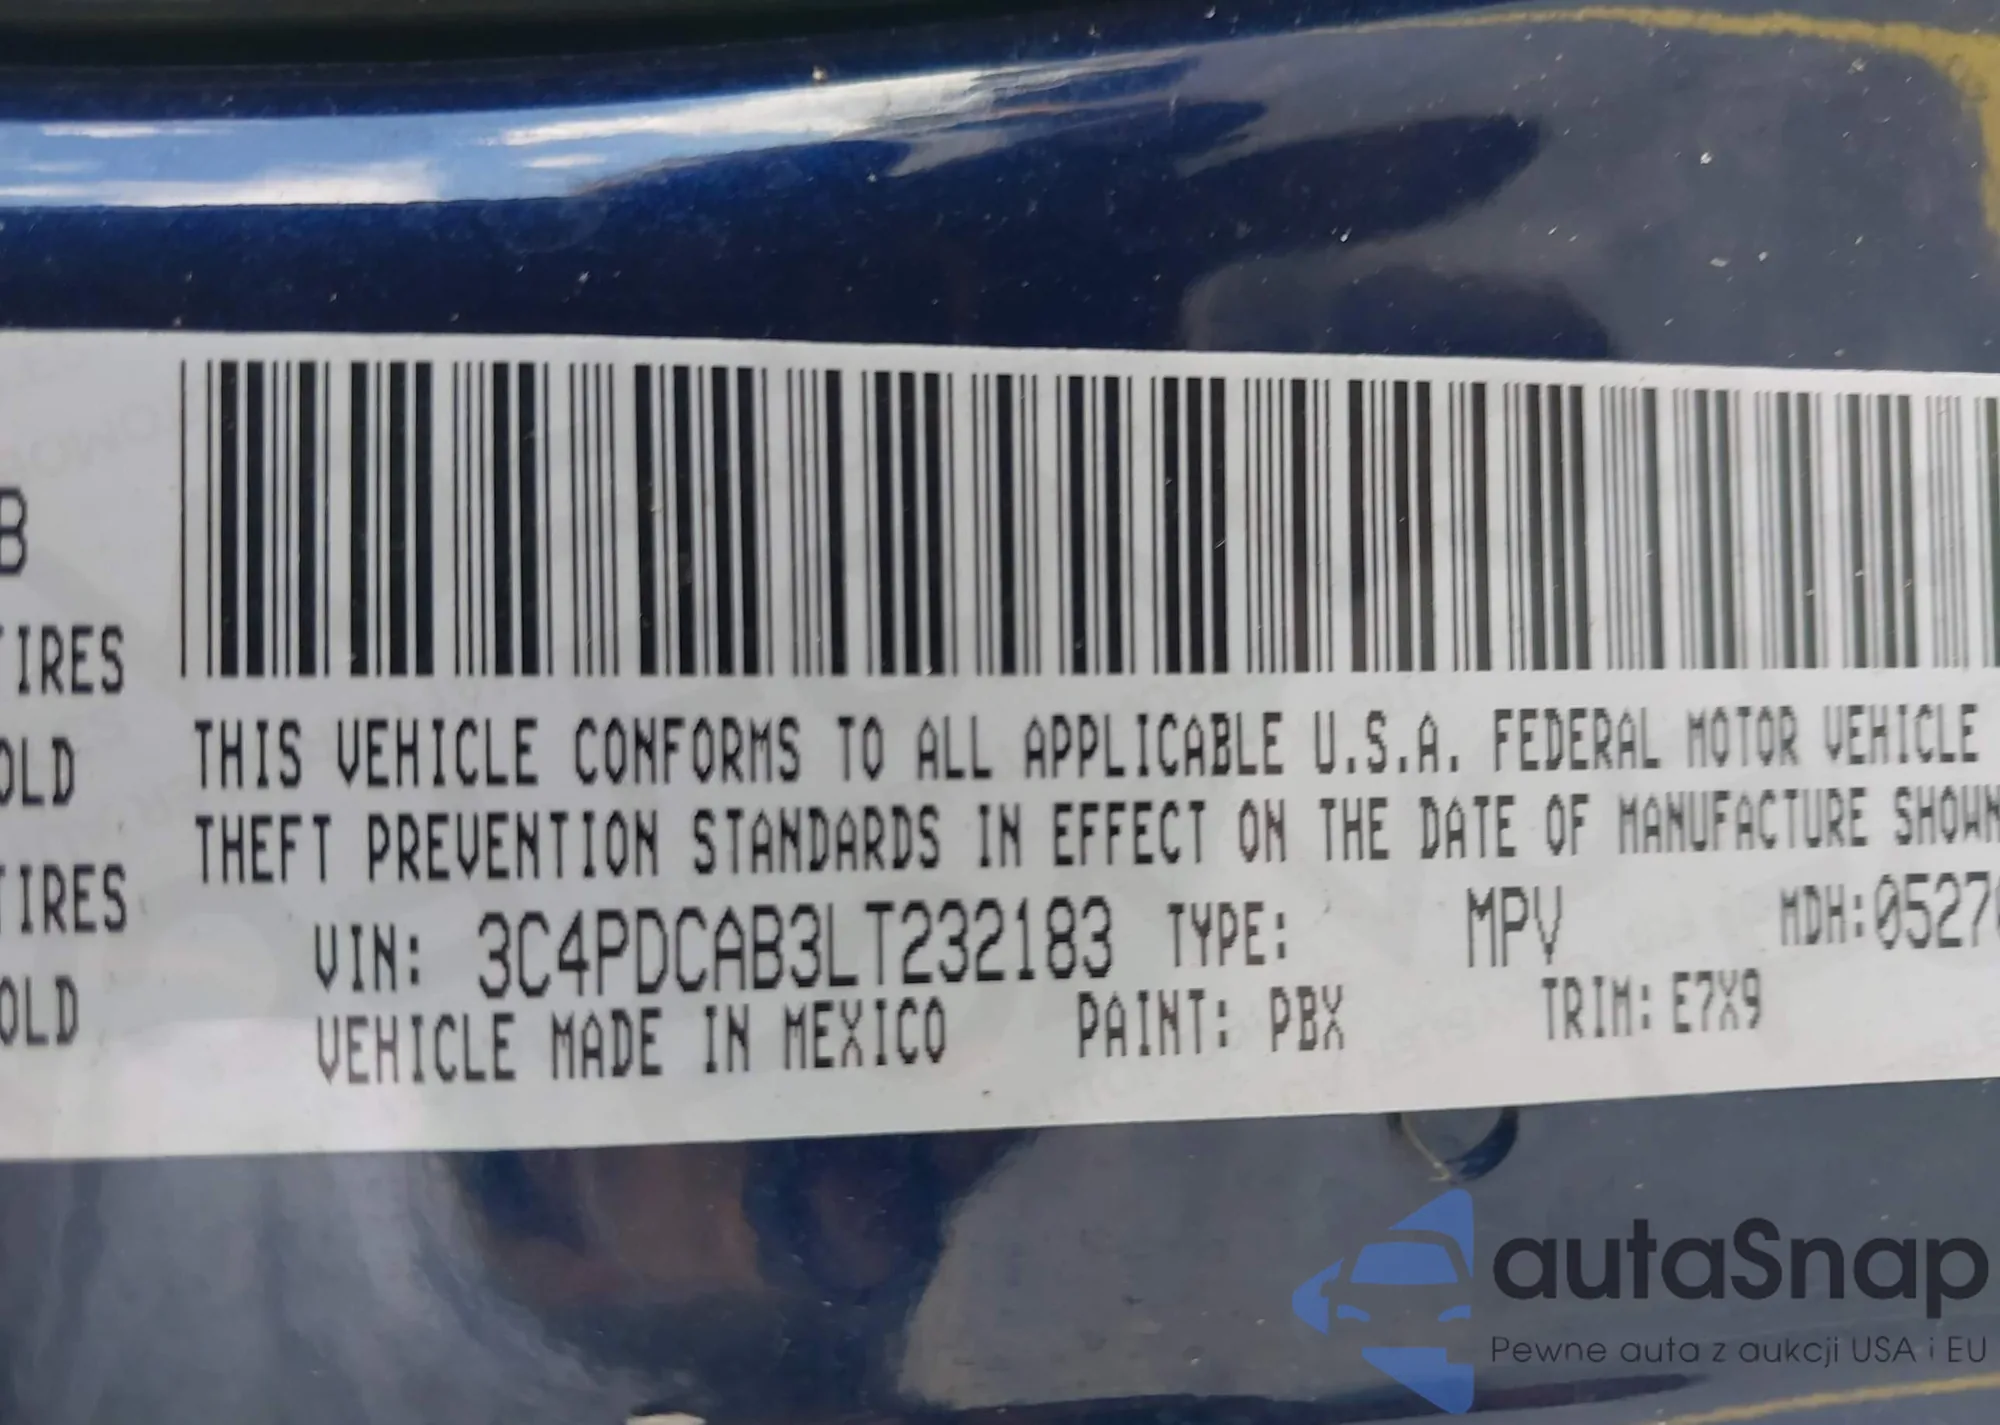 B
TIRES
OLD
TIRES
OLD
THIS VEHICLE CONFORMS TO ALL APPLICABLE U.S.A. FEDERAL MOTOR VEHICLE
THEFT PREVENTION STANDARDS IN EFFECT ON THE DATE OF MANUFACTURE SHOWN
VIN: 3C4PDCAB3LT232183 TYPE: MPV MDH:0527
VEHICLE MADE IN MEXICO PAINT: PBX TRIM: E7X9
autaSnap
Pewne auta z aukcji USA i EU